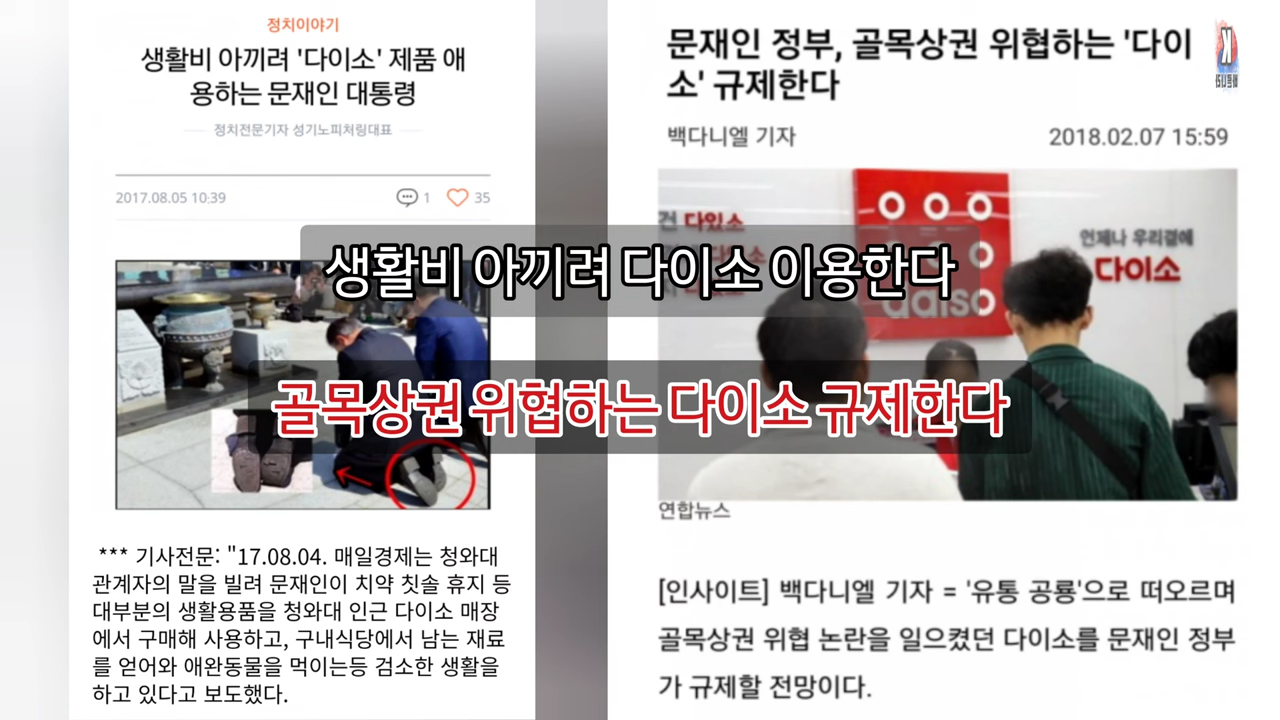 정치이야기
생활비 아끼려 '다이소' 제품 애
용하는 문재인 대통령
정치전문기자 성기노피처링대표
2017.08.05 10:39
1
35
*** 기사전문: "17.08.04. 매일경제는 청와대
관계자의 말을 빌려 문재인이 치약 칫솔 휴지 등
대부분의 생활용품을 청와대 인근 다이소 매장
에서 구매해 사용하고, 구내식당에서 남는 재료
를 얻어와 애완동물을 먹이는등 검소한 생활을
하고 있다고 보도했다.
생활비 아끼려 다이소 이용한다
골목상권 위협하는 다이소 규제한다
문재인 정부, 골목상권 위협하는 '다이
소' 규제한다
백다니엘 기자
2018.02.07 15:59
건 다있소
daiso
언제나 우리곁에
다이소
연합뉴스
[인사이트] 백다니엘 기자 = '유통 공룡'으로 떠오르며
골목상권 위협 논란을 일으켰던 다이소를 문재인 정부
가 규제할 전망이다.
K